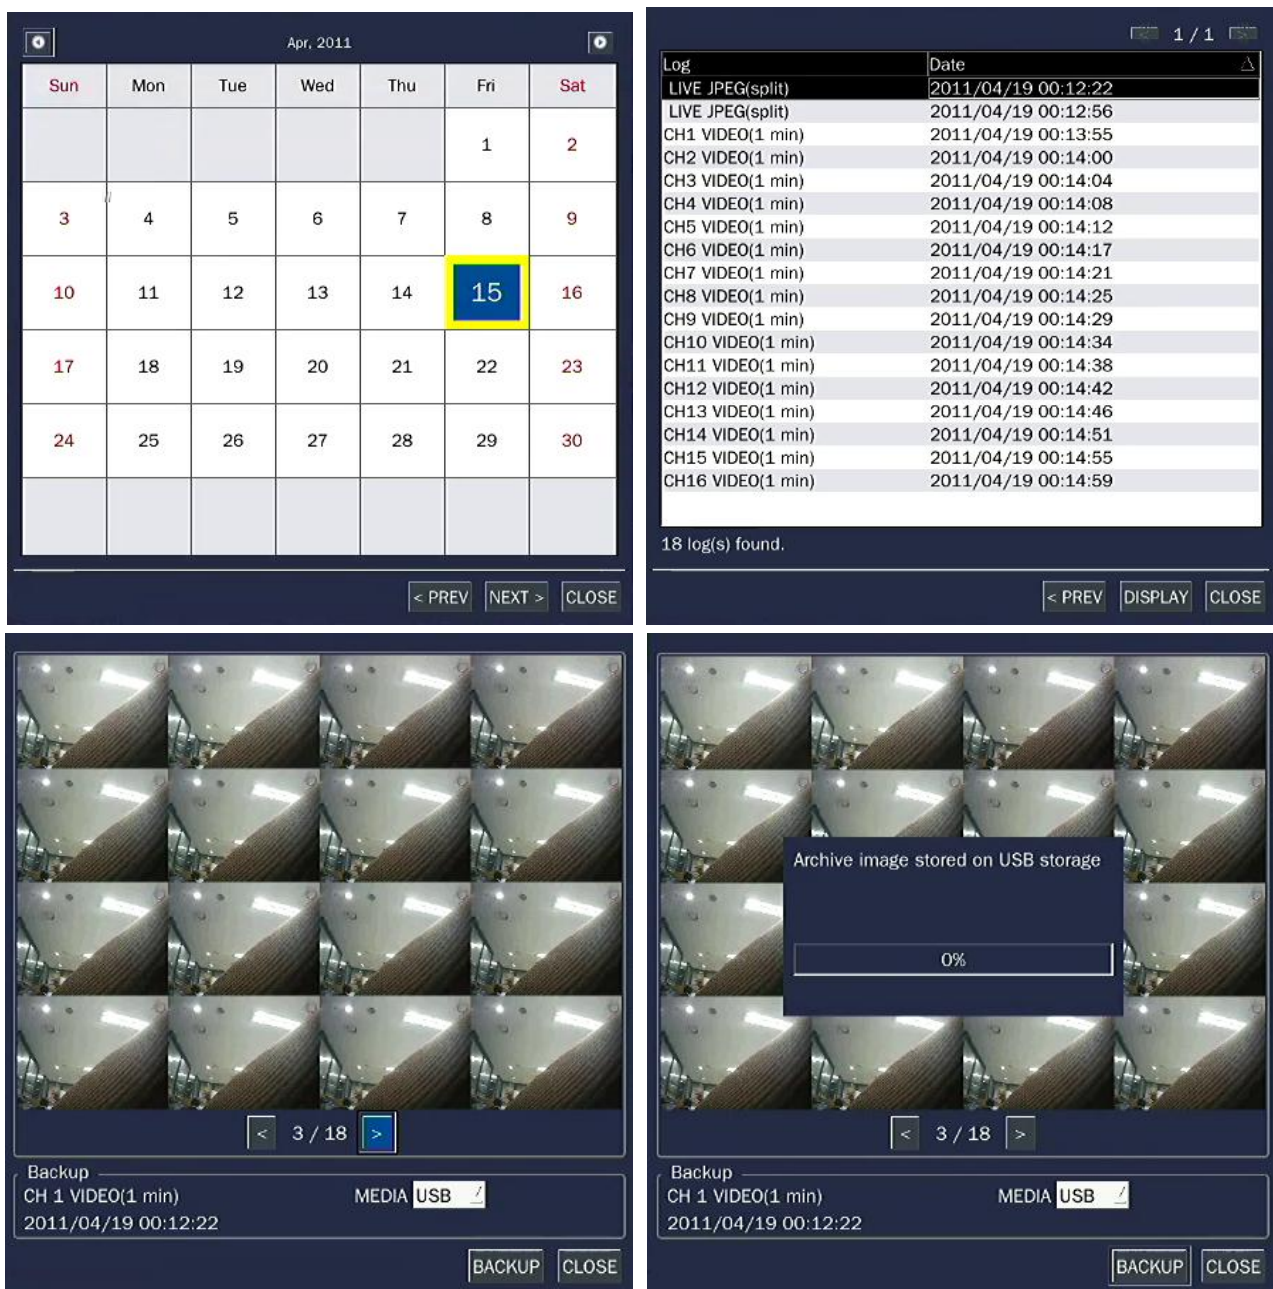 Apr, 2011
Sun Mon Tue Wed Thu Fri Sat
1 2
3 4 5 6 7 8 9
10 11 12 13 14 15 16
17 18 19 20 21 22 23
24 25 26 27 28 29 30
< PREV NEXT > CLOSE
1 / 1
Log Date
LIVE JPEG(split) 2011/04/19 00:12:22
LIVE JPEG(split) 2011/04/19 00:12:56
CH1 VIDEO(1 min) 2011/04/19 00:13:55
CH2 VIDEO(1 min) 2011/04/19 00:14:00
CH3 VIDEO(1 min) 2011/04/19 00:14:04
CH4 VIDEO(1 min) 2011/04/19 00:14:08
CH5 VIDEO(1 min) 2011/04/19 00:14:12
CH6 VIDEO(1 min) 2011/04/19 00:14:17
CH7 VIDEO(1 min) 2011/04/19 00:14:21
CH8 VIDEO(1 min) 2011/04/19 00:14:25
CH9 VIDEO(1 min) 2011/04/19 00:14:29
CH10 VIDEO(1 min) 2011/04/19 00:14:34
CH11 VIDEO(1 min) 2011/04/19 00:14:38
CH12 VIDEO(1 min) 2011/04/19 00:14:42
CH13 VIDEO(1 min) 2011/04/19 00:14:46
CH14 VIDEO(1 min) 2011/04/19 00:14:51
CH15 VIDEO(1 min) 2011/04/19 00:14:55
CH16 VIDEO(1 min) 2011/04/19 00:14:59
18 log(s) found.
< PREV DISPLAY CLOSE
< 3 / 18 >
Backup
CH 1 VIDEO(1 min) MEDIA USB
2011/04/19 00:12:22
BACKUP CLOSE
Archive image stored on USB storage
0%
< 3 / 18 >
Backup
CH 1 VIDEO(1 min) MEDIA USB
2011/04/19 00:12:22
BACKUP CLOSE